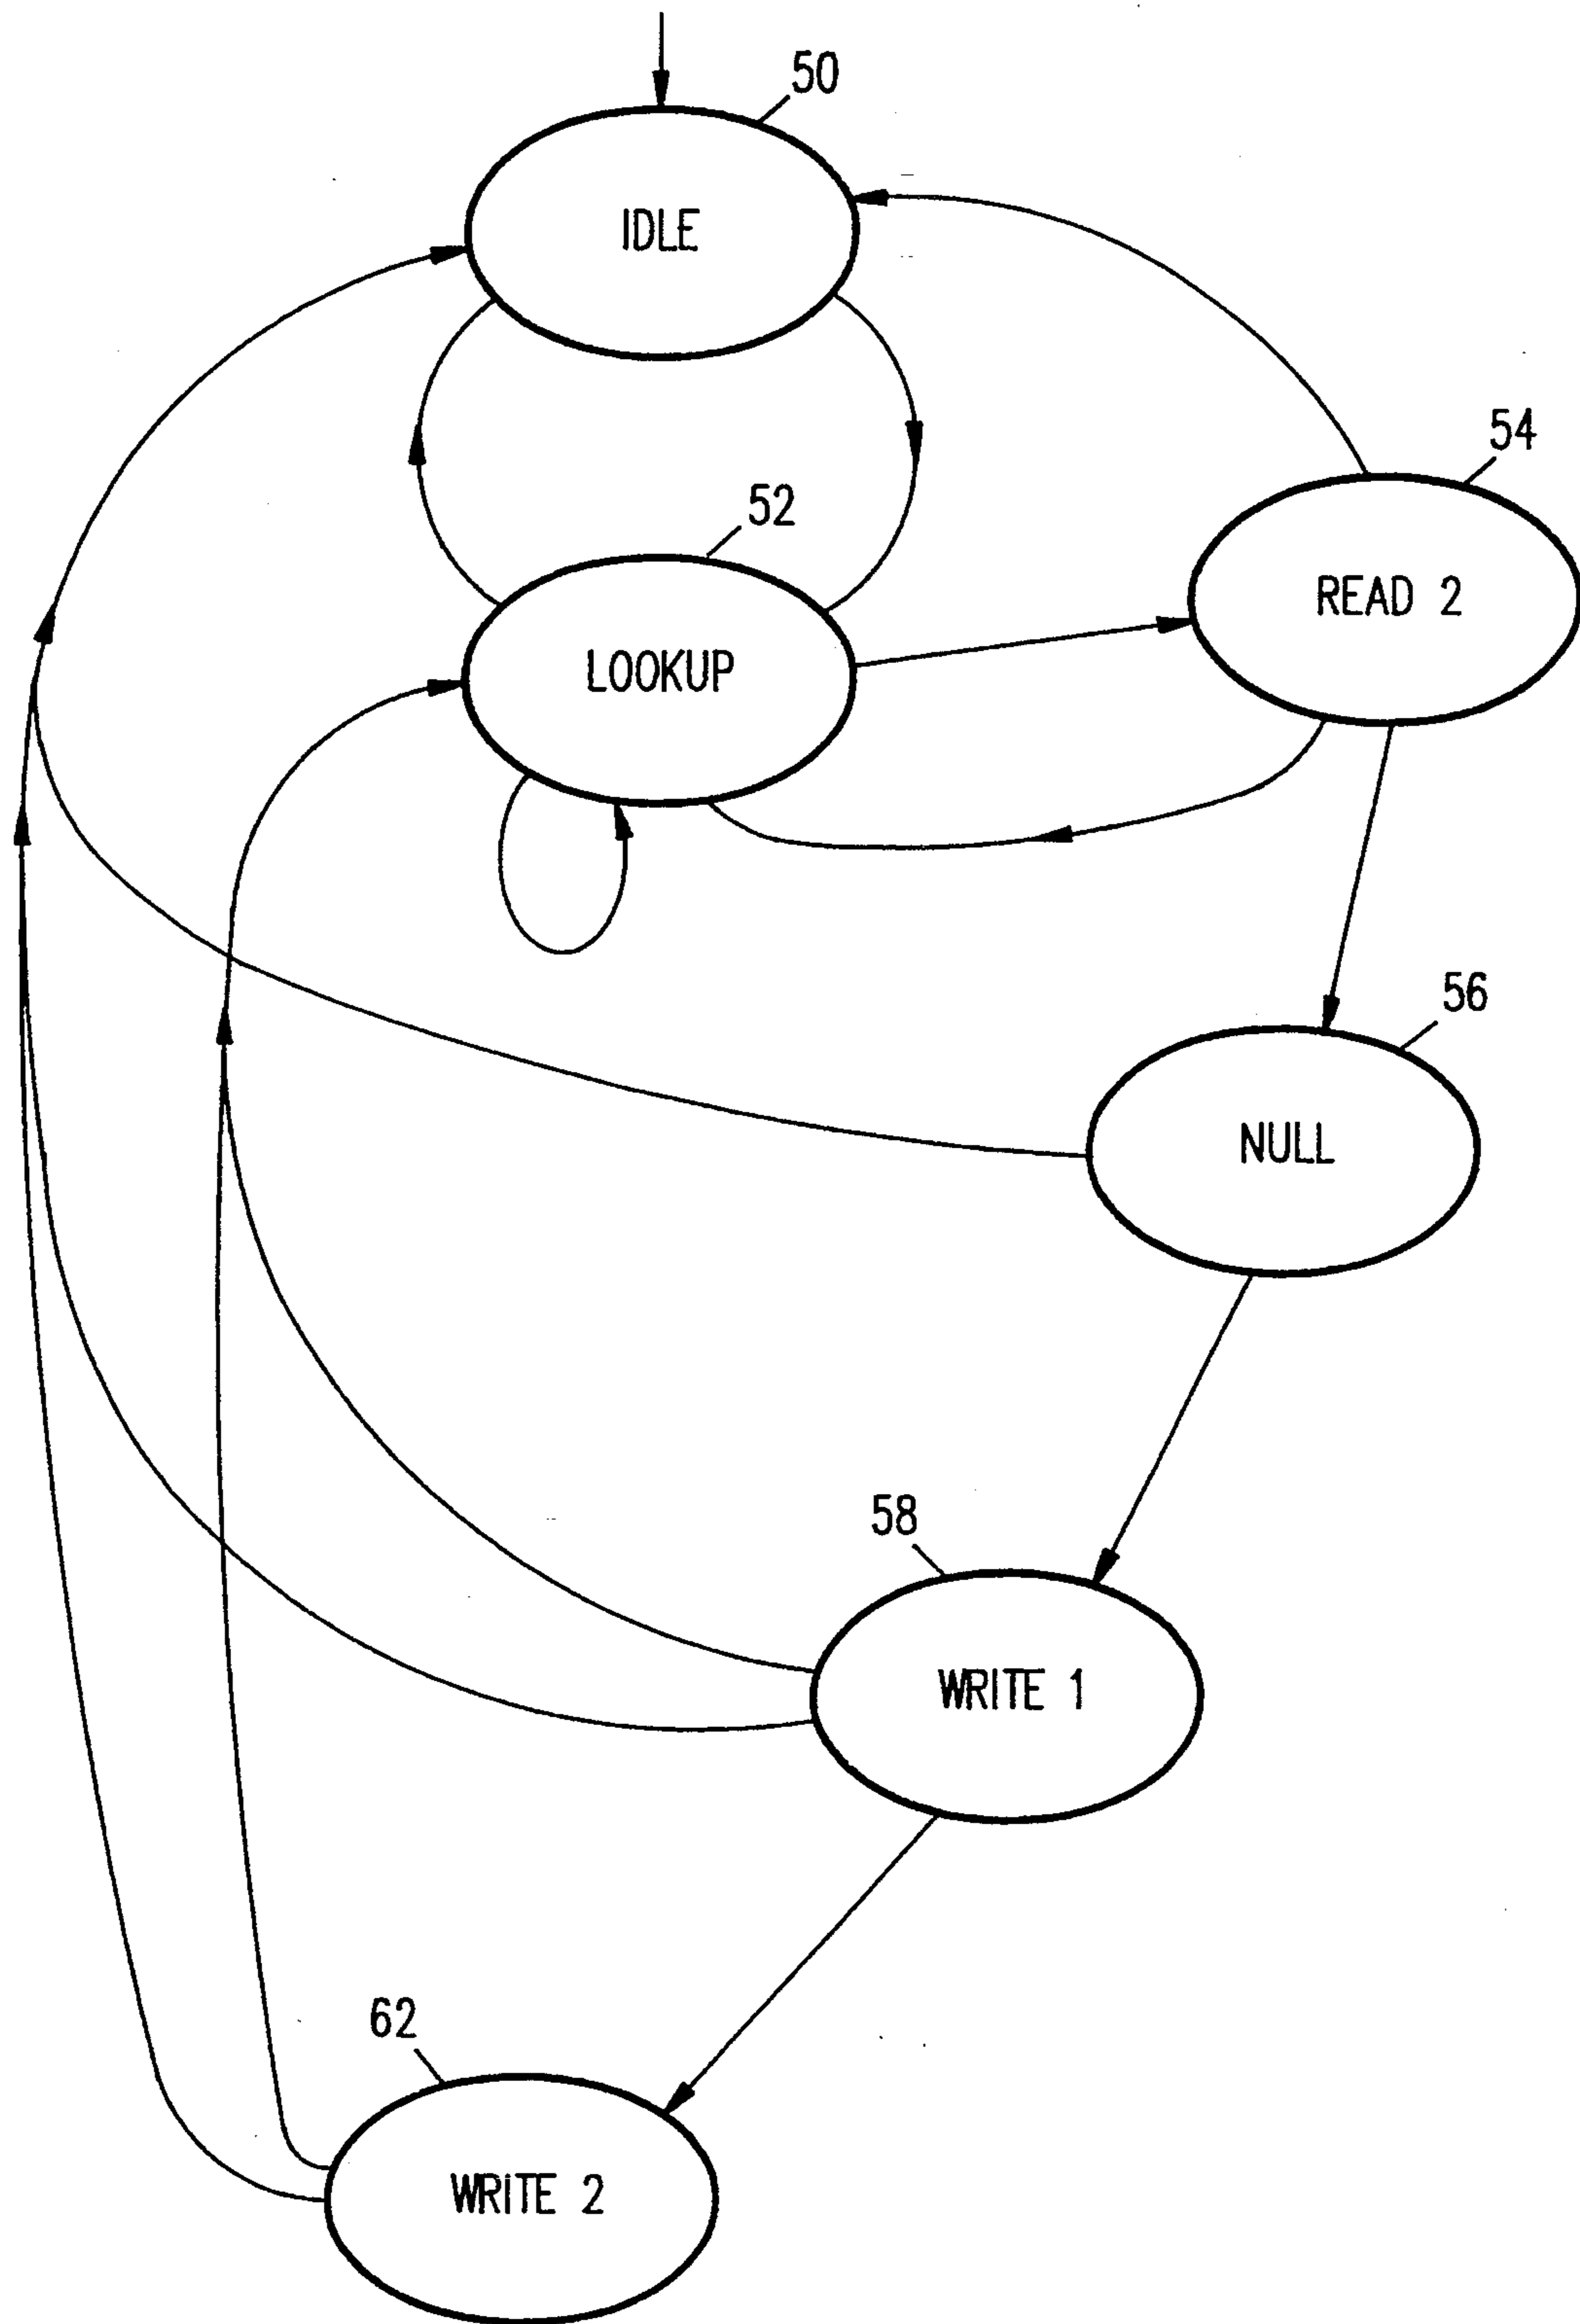 50
IDLE
54
52
READ 2
LOOKUP
56
NULL
58
WRITE 1
62
WRITE 2